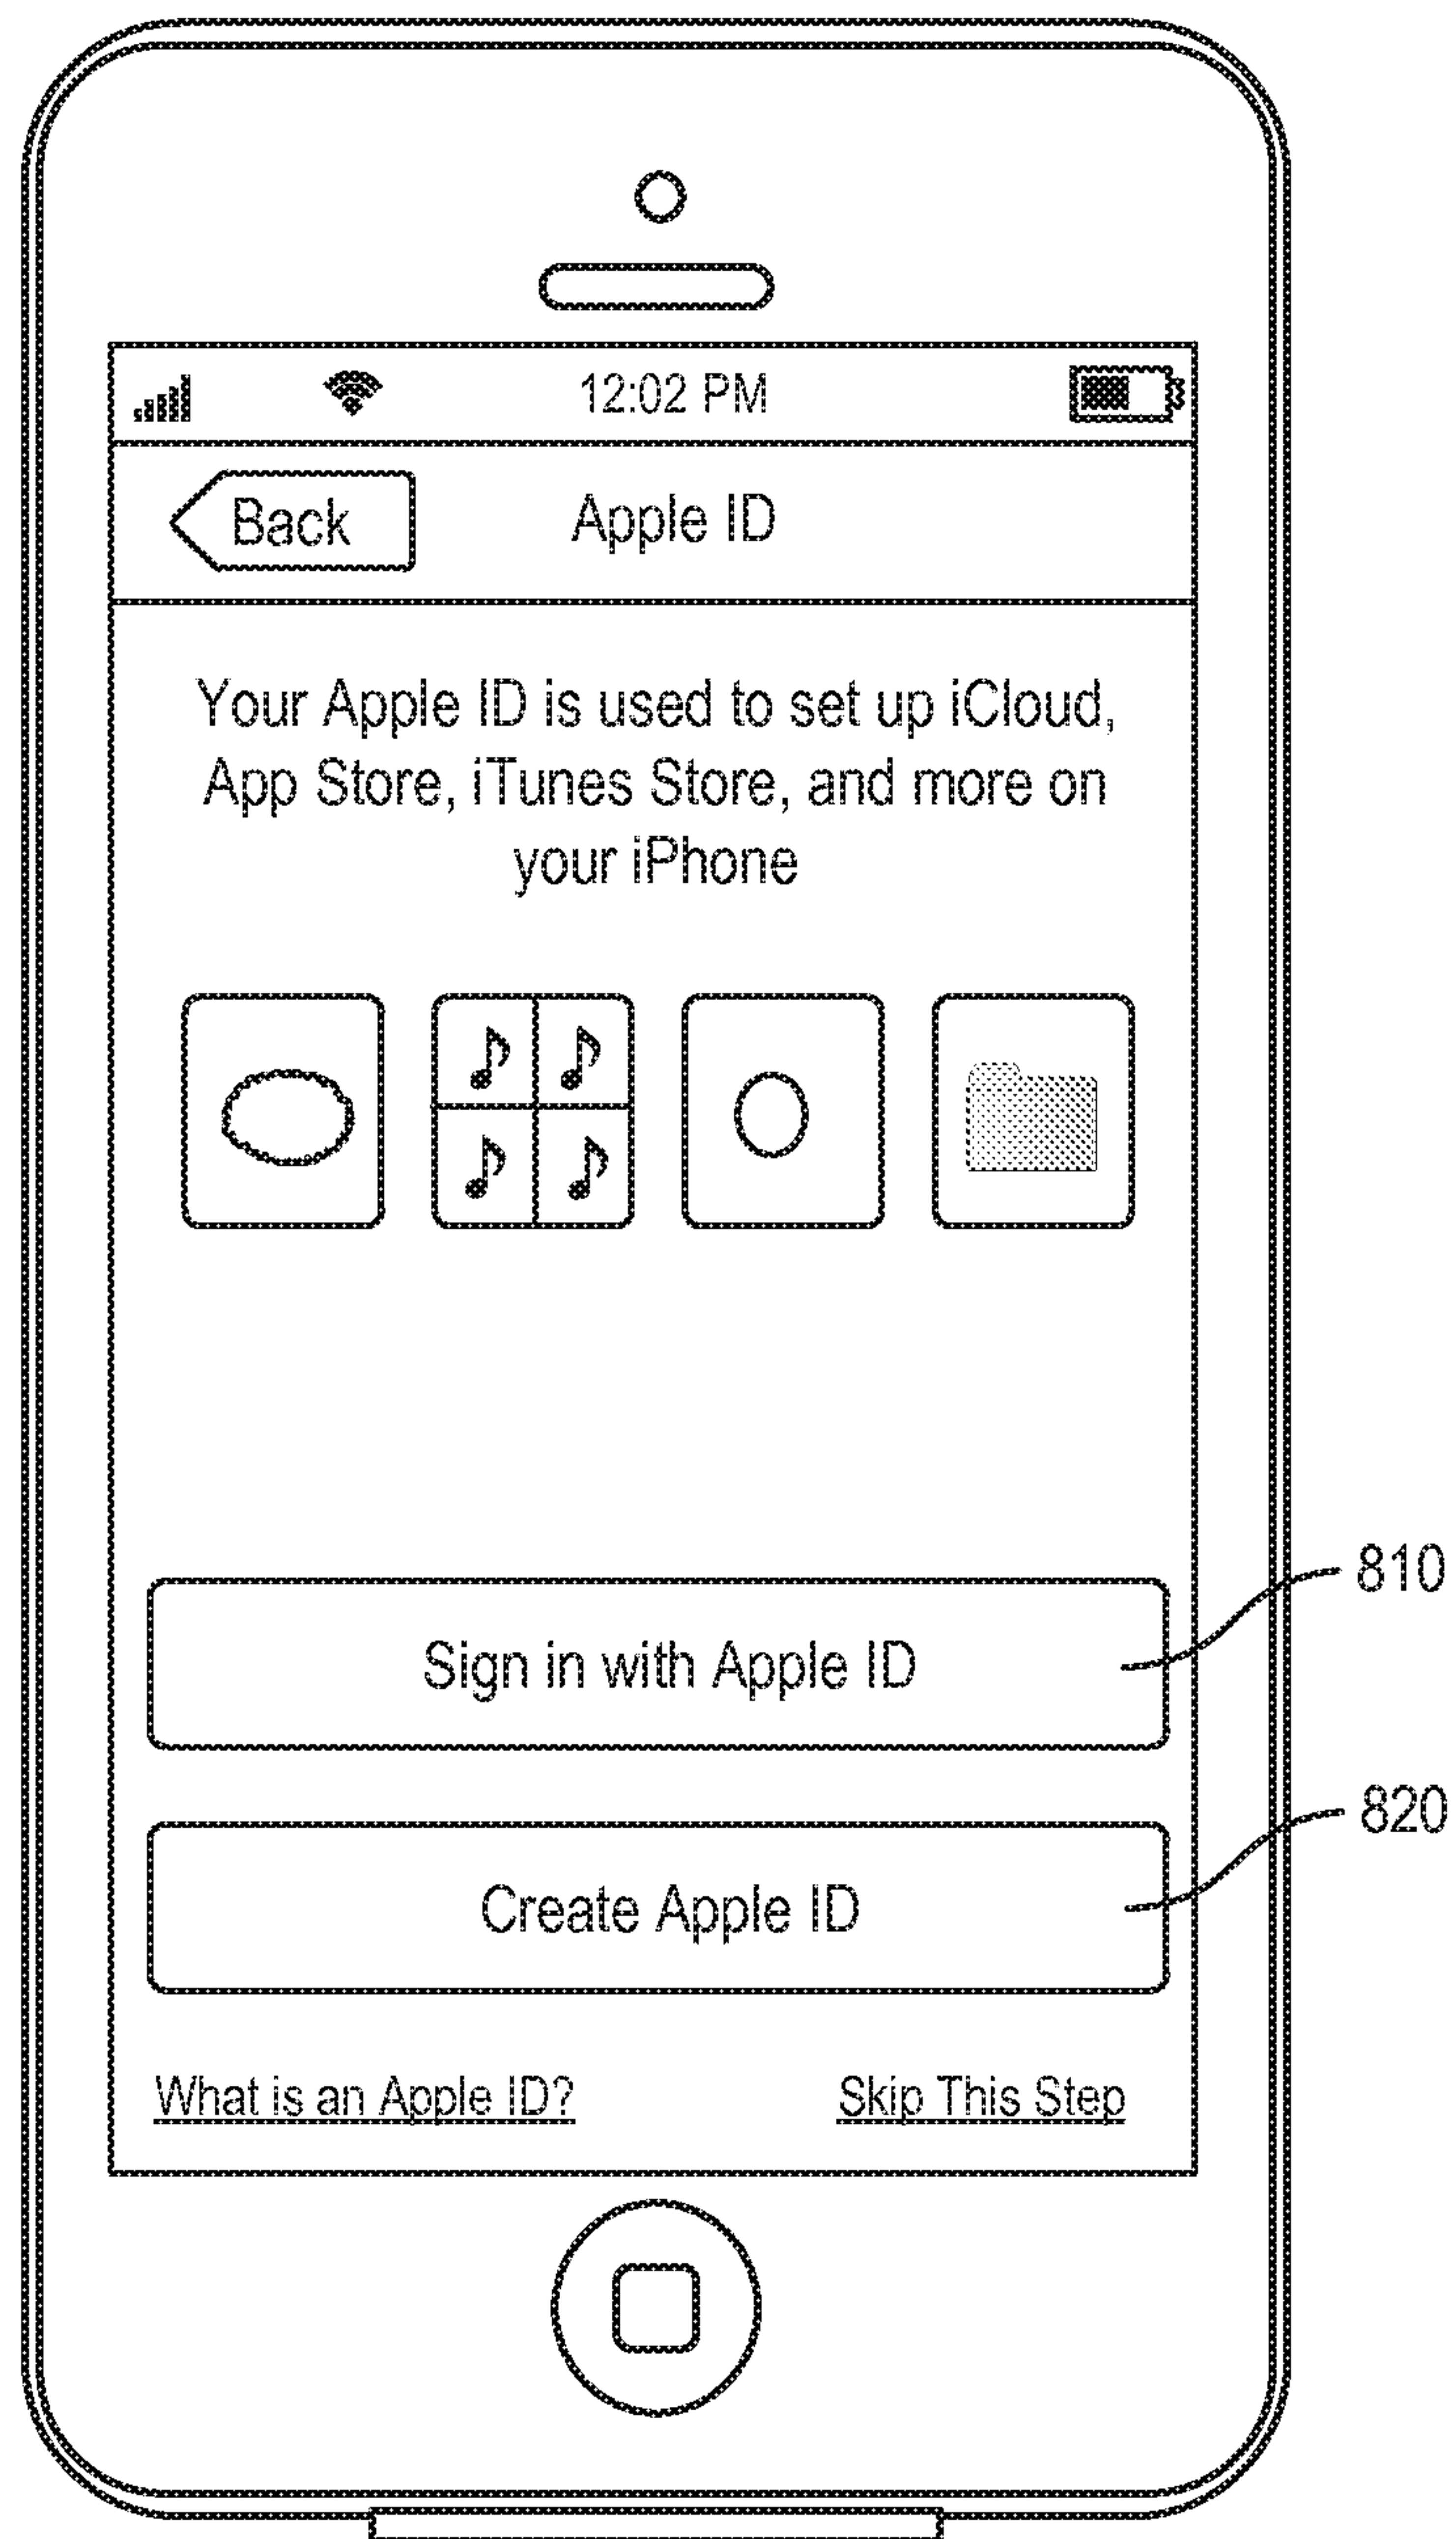 12:02 PM
Back
Apple ID
Your Apple ID is used to set up iCloud,
App Store, iTunes Store, and more on
your iPhone
810
Sign in with Apple ID
820
Create Apple ID
What is an Apple ID?
Skip This Step